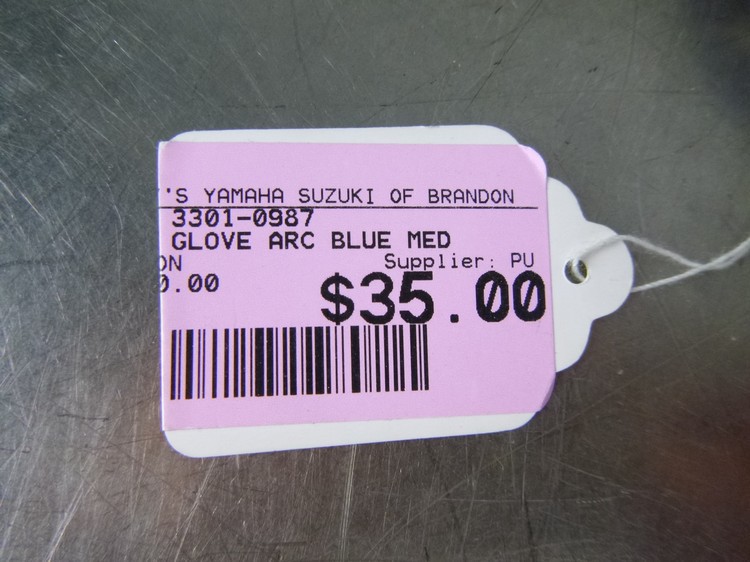 'S YAMAHA SUZUKI OF BRANDON
3301-0987
GLOVE ARC BLUE MED
ON Supplier: PU
0.00 $35.00